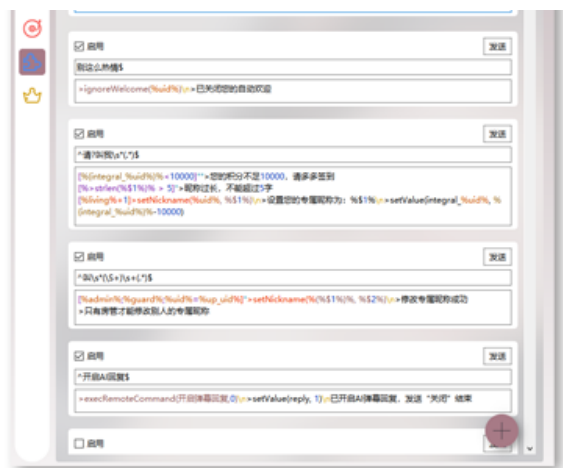 启用
发送
别这么热情$
>ignoreWelcome(%uid%)\n>已关闭您的自动欢迎
启用
发送
^请?叫我\s*(.*)$
[%{integral_%uid%}%<10000]**>您的积分不足10000，请多多签到
[%>strlen(%$1%)% > 5]*>昵称过长，不能超过5字
[%living%+1]>setNickname(%uid%, %$1%)\n>设置您的专属昵称为：%$1%\n>setValue(integral_%uid%, %
{integral_%uid%}%-10000)
启用
发送
^叫\s*(\S+)\s+(.*)$
>setNickname(%(%$1%)%, %$2%)\n>修改专属昵称成功
>只有房管才能修改别人的专属昵称
启用
发送
^开启AI回复$
>execRemoteCommand(开启弹幕回复,0)\n>setValue(reply, 1)\n已开启AI弹幕回复，发送“关闭”结束
启用